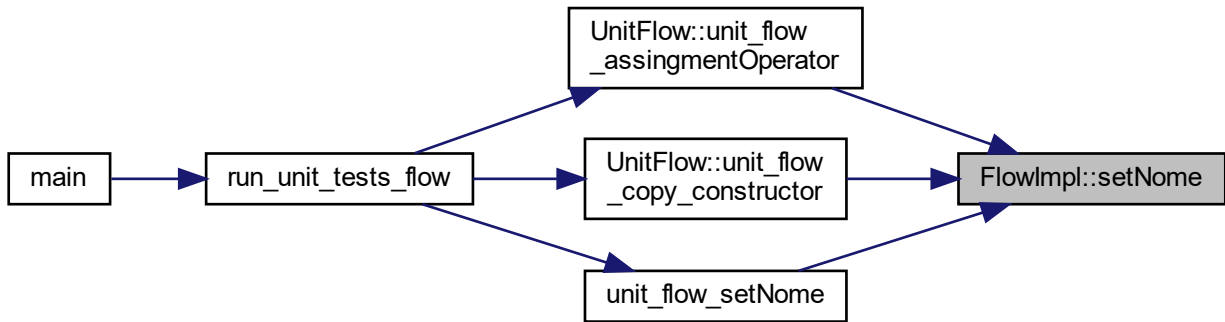 UnitFlow::unit_flow
_assingmentOperator
main
run_unit_tests_flow
UnitFlow::unit_flow
_copy_constructor
FlowImpl::setNome
unit_flow_setNome